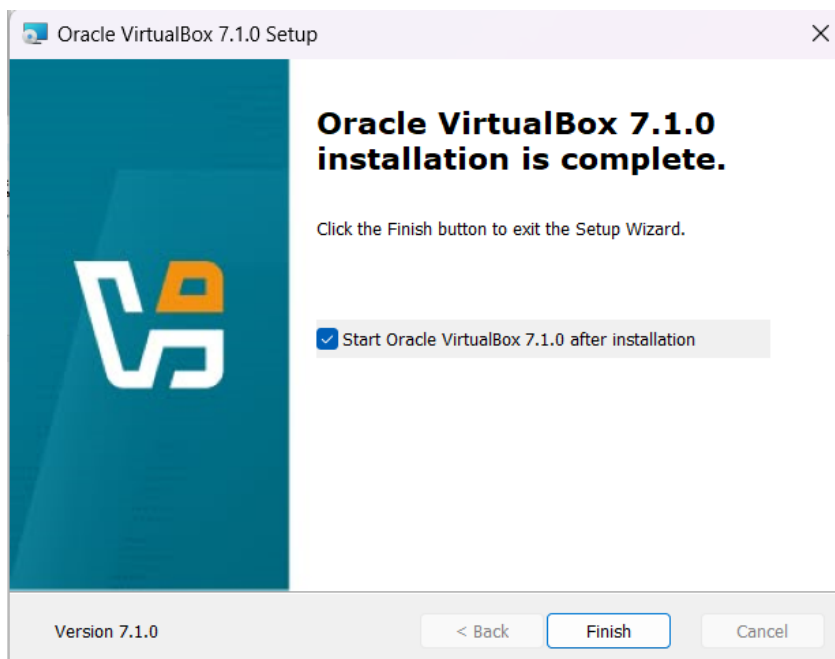 Oracle VirtualBox 7.1.0 Setup
Oracle VirtualBox 7.1.0
installation is complete.
Click the Finish button to exit the Setup Wizard.
Start Oracle VirtualBox 7.1.0 after installation
Version 7.1.0
< Back
Finish
Cancel